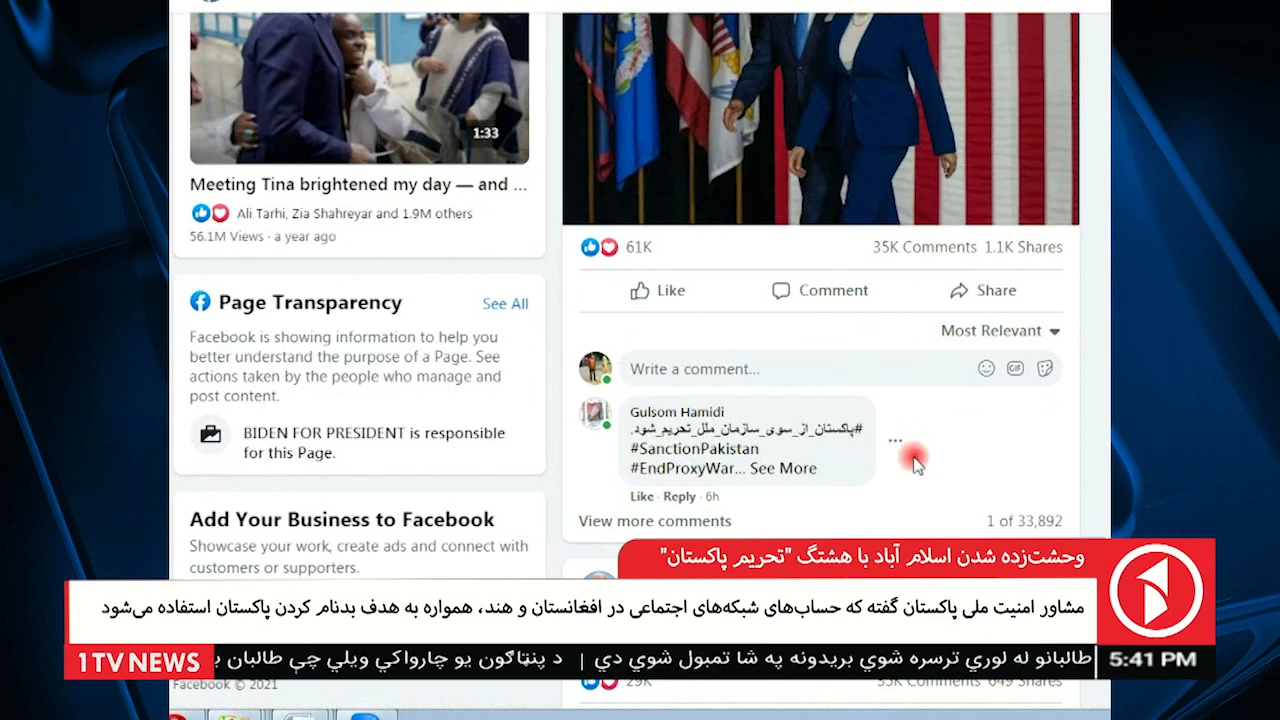 1:33
Meeting Tina brightened my day — and ...
Ali Tarhi, Zia Shahreyar and 1.9M others
56.1M Views · a year ago
Page Transparency
See All
Facebook is showing information to help you
better understand the purpose of a Page. See
actions taken by the people who manage and
post content.
BIDEN FOR PRESIDENT is responsible
for this Page.
Add Your Business to Facebook
Showcase your work, create ads and connect with
customers or supporters.
Facebook © 2021
61K
35K Comments 1.1K Shares
Like
Comment
Share
Most Relevant
Write a comment...
GIF
Gulsom Hamidi
#پاکستان_از_سوی_سازمان_ملل_تحریم_شود.
#SanctionPakistan
#EndProxyWar... See More
Like · Reply · 6h
View more comments
1 of 33,892
وحشت‌زده شدن اسلام آباد با هشتگ "تحریم پاکستان"
مشاور امنیت ملی پاکستان گفته که حساب‌های شبکه‌های اجتماعی در افغانستان و هند، همواره به هدف بدنام کردن پاکستان استفاده می‌شود
1TV NEWS
طالبانو له لوري ترسره شوي بریدونه په شا تمبول شوي دي | د پنټاګون یو چارواکي ویلي چې طالبان
5:41 PM
29K
35K Comments 649 Shares